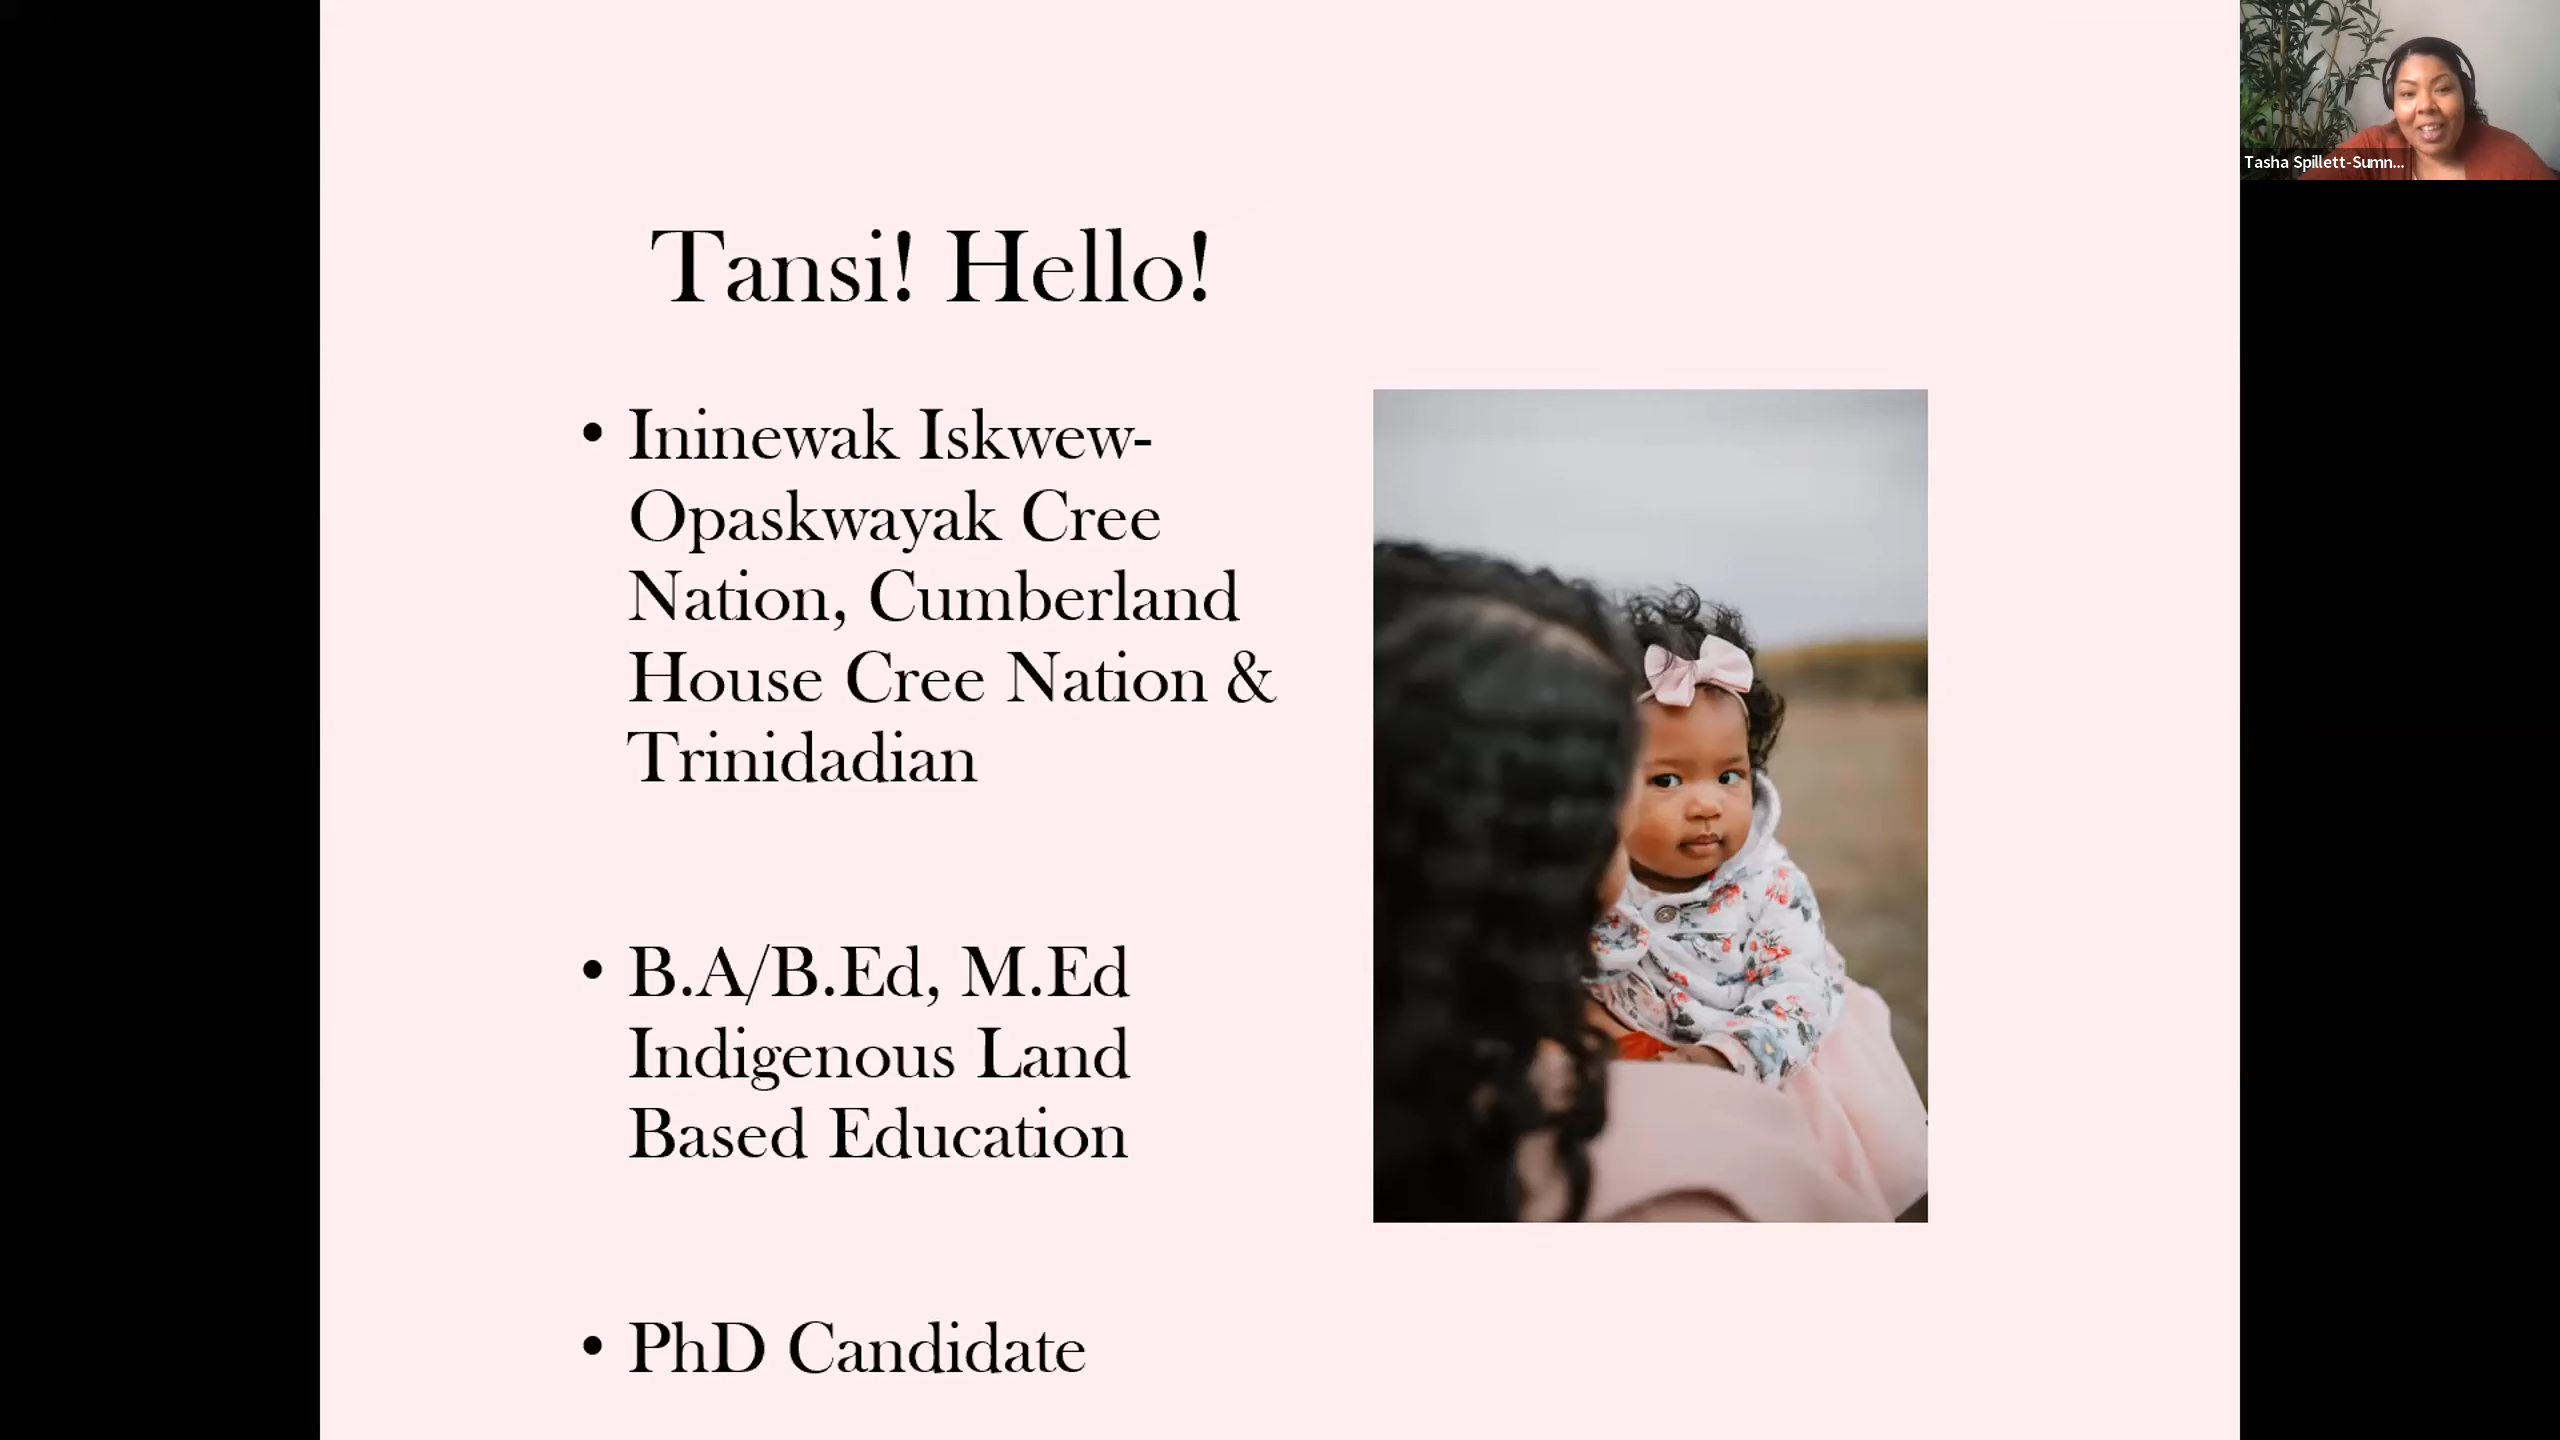 Tansi! Hello!
• Ininewak Iskwew-
Opaskwayak Cree
Nation, Cumberland
House Cree Nation &
Trinidadian
• B.A/B.Ed, M.Ed
Indigenous Land
Based Education
• PhD Candidate
Tasha Spillett-Sumn...